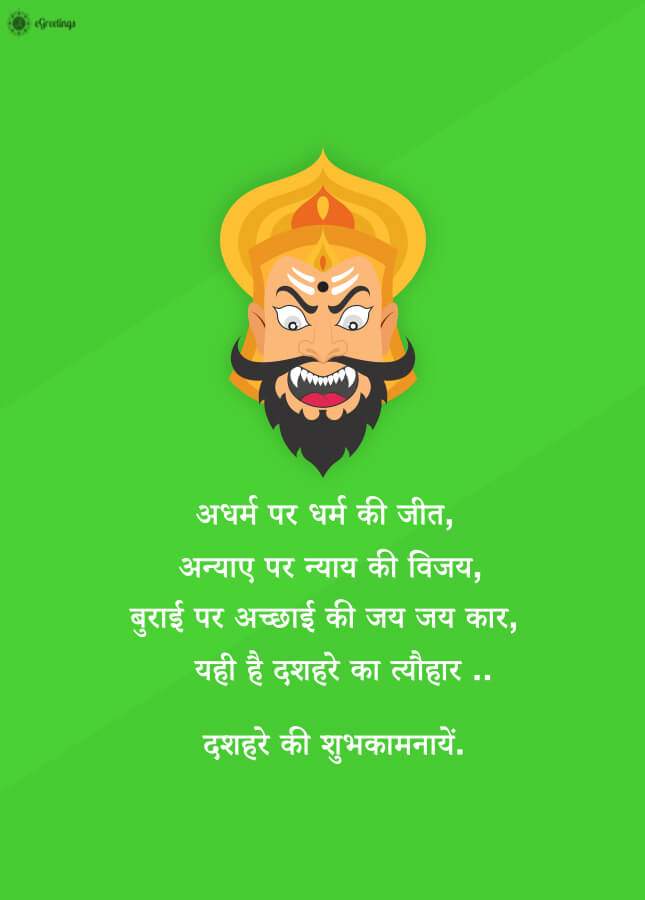 eGreetings
अधर्म पर धर्म की जीत,
अन्याए पर न्याय की विजय,
बुराई पर अच्छाई की जय जय कार,
यही है दशहरे का त्यौहार ..
दशहरे की शुभकामनायें.